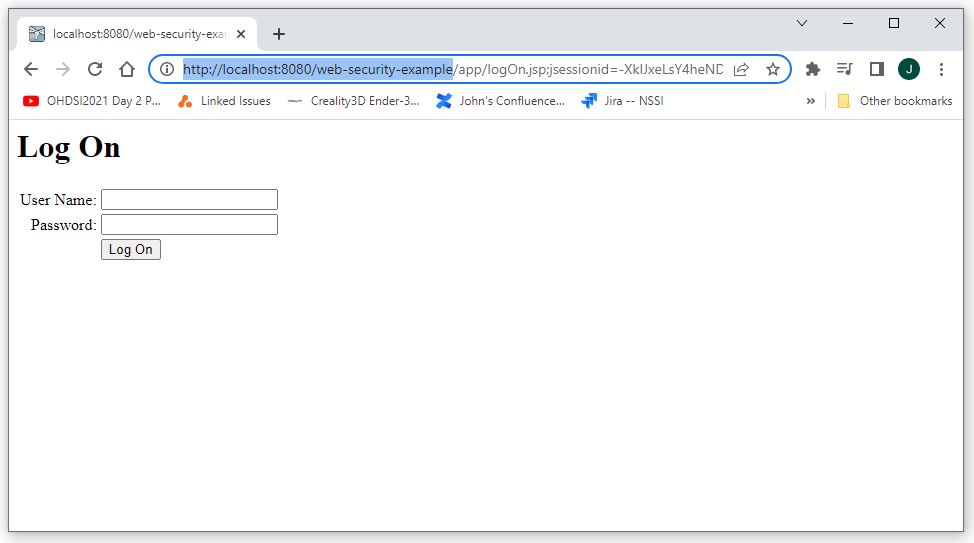 localhost:8080/web-security-exa
http://localhost:8080/web-security-example/app/logOn.jsp;jsessionid=
J
OHDSI2021 Day 2 P...
Linked Issues
Creality3D Ender-3...
John's Confluence...
Jira -- NSSI
»
Other bookmarks
Log On
User Name:
Password:
Log On